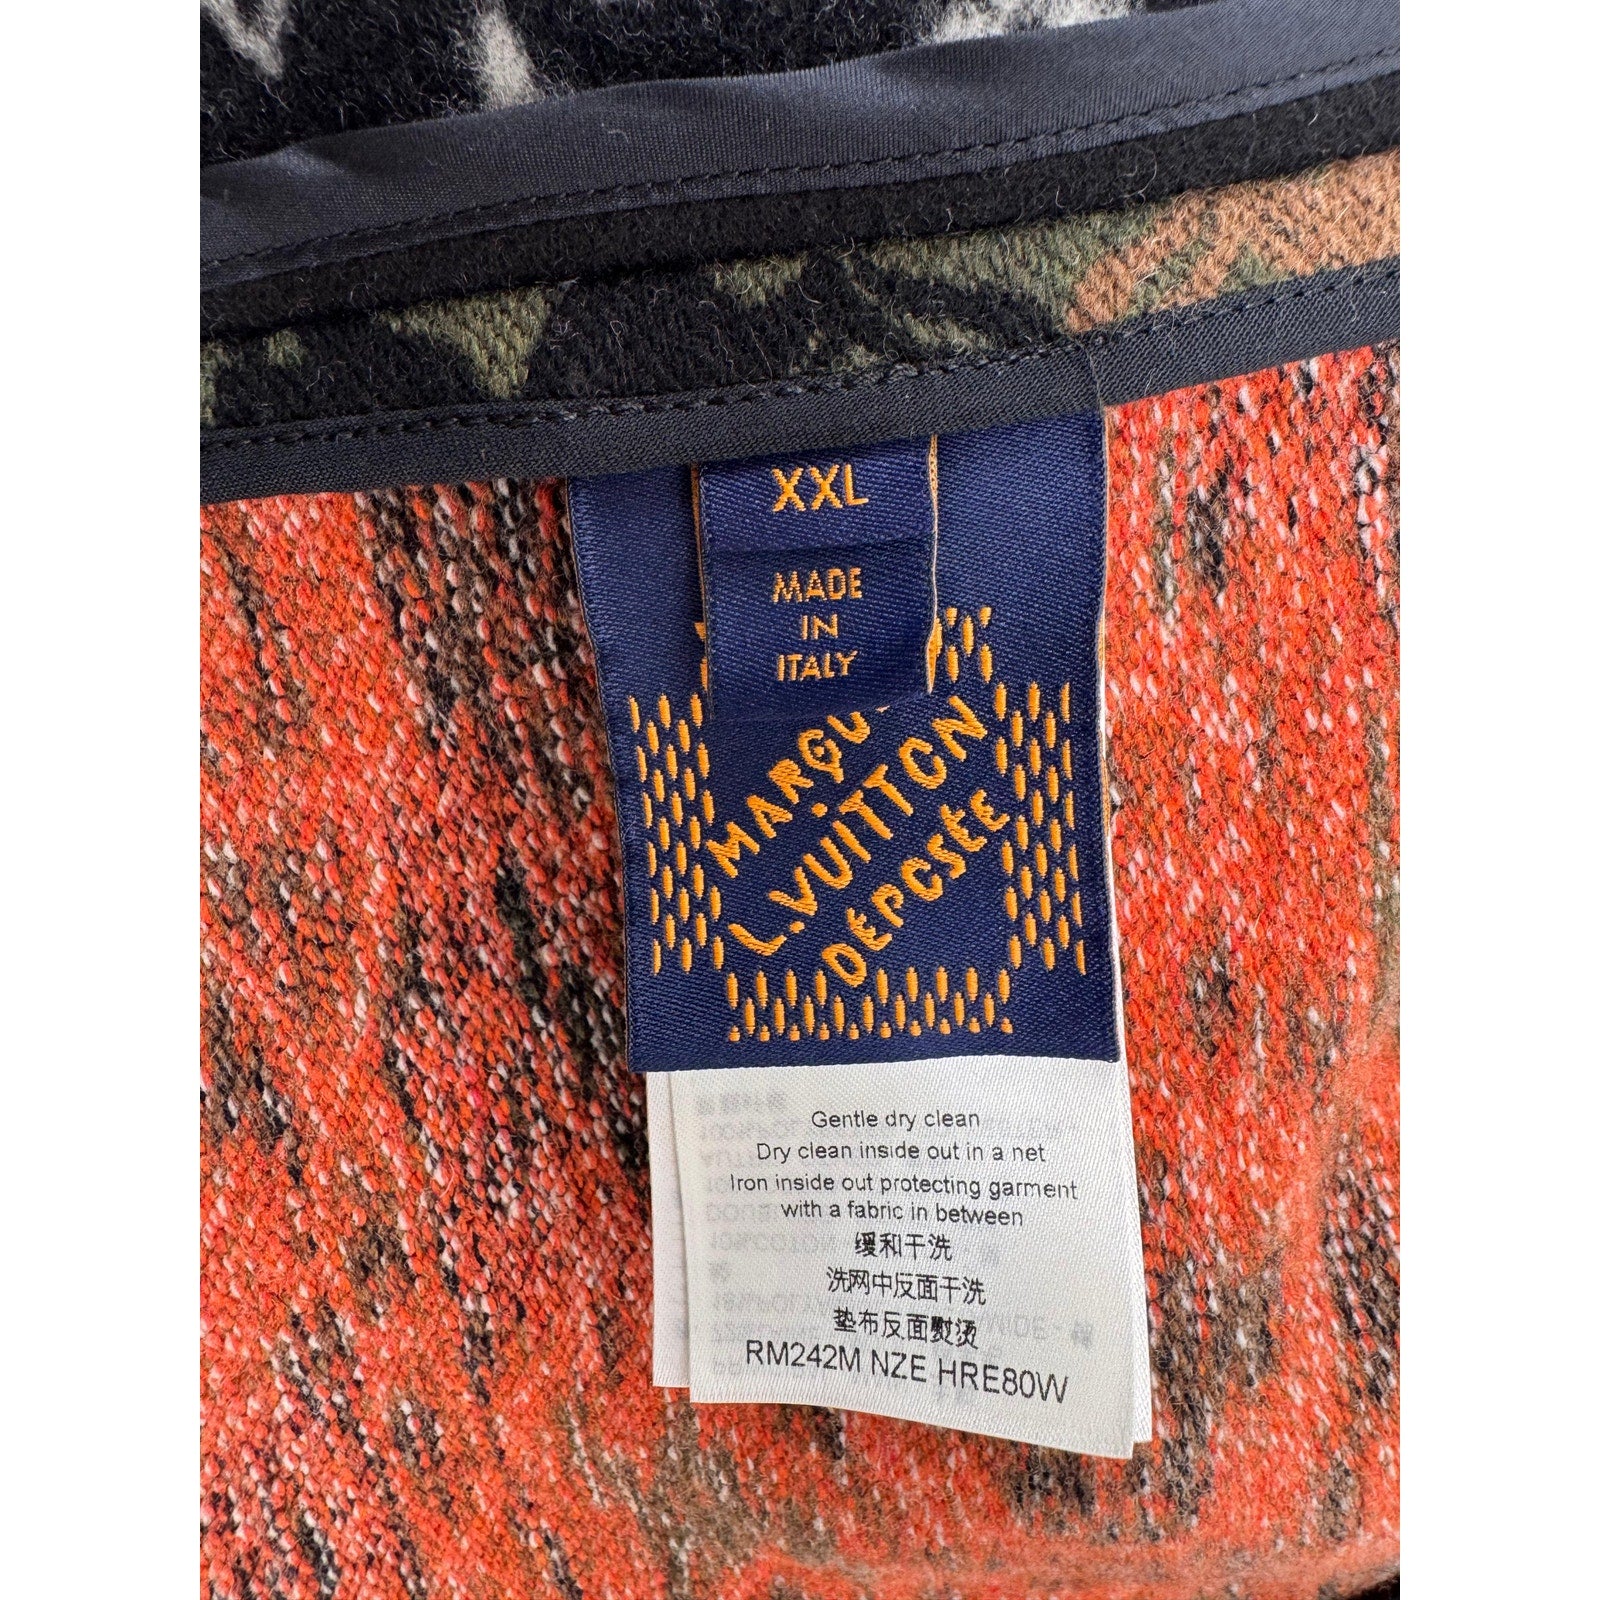 XXL
MADE
IN
ITALY
MARQU
L.VUITTON
DÉPOSÉE
Gentle dry clean
Dry clean inside out in a net
Iron inside out protecting garment
with a fabric in between
缓和干洗
洗网中反面干洗
垫布反面熨烫
RM242M NZE HRE80W